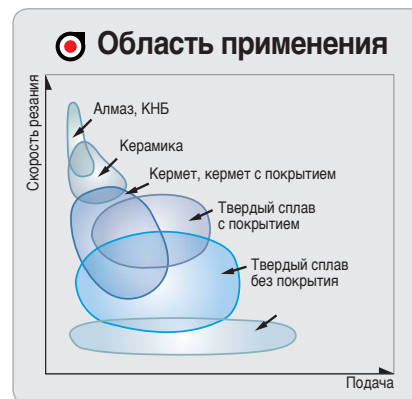 Область применения
Скорость резания
Алмаз, КНБ
Керамика
Кермет, кермет с покрытием
Твердый сплав
с покрытием
Твердый сплав
без покрытия
Подача